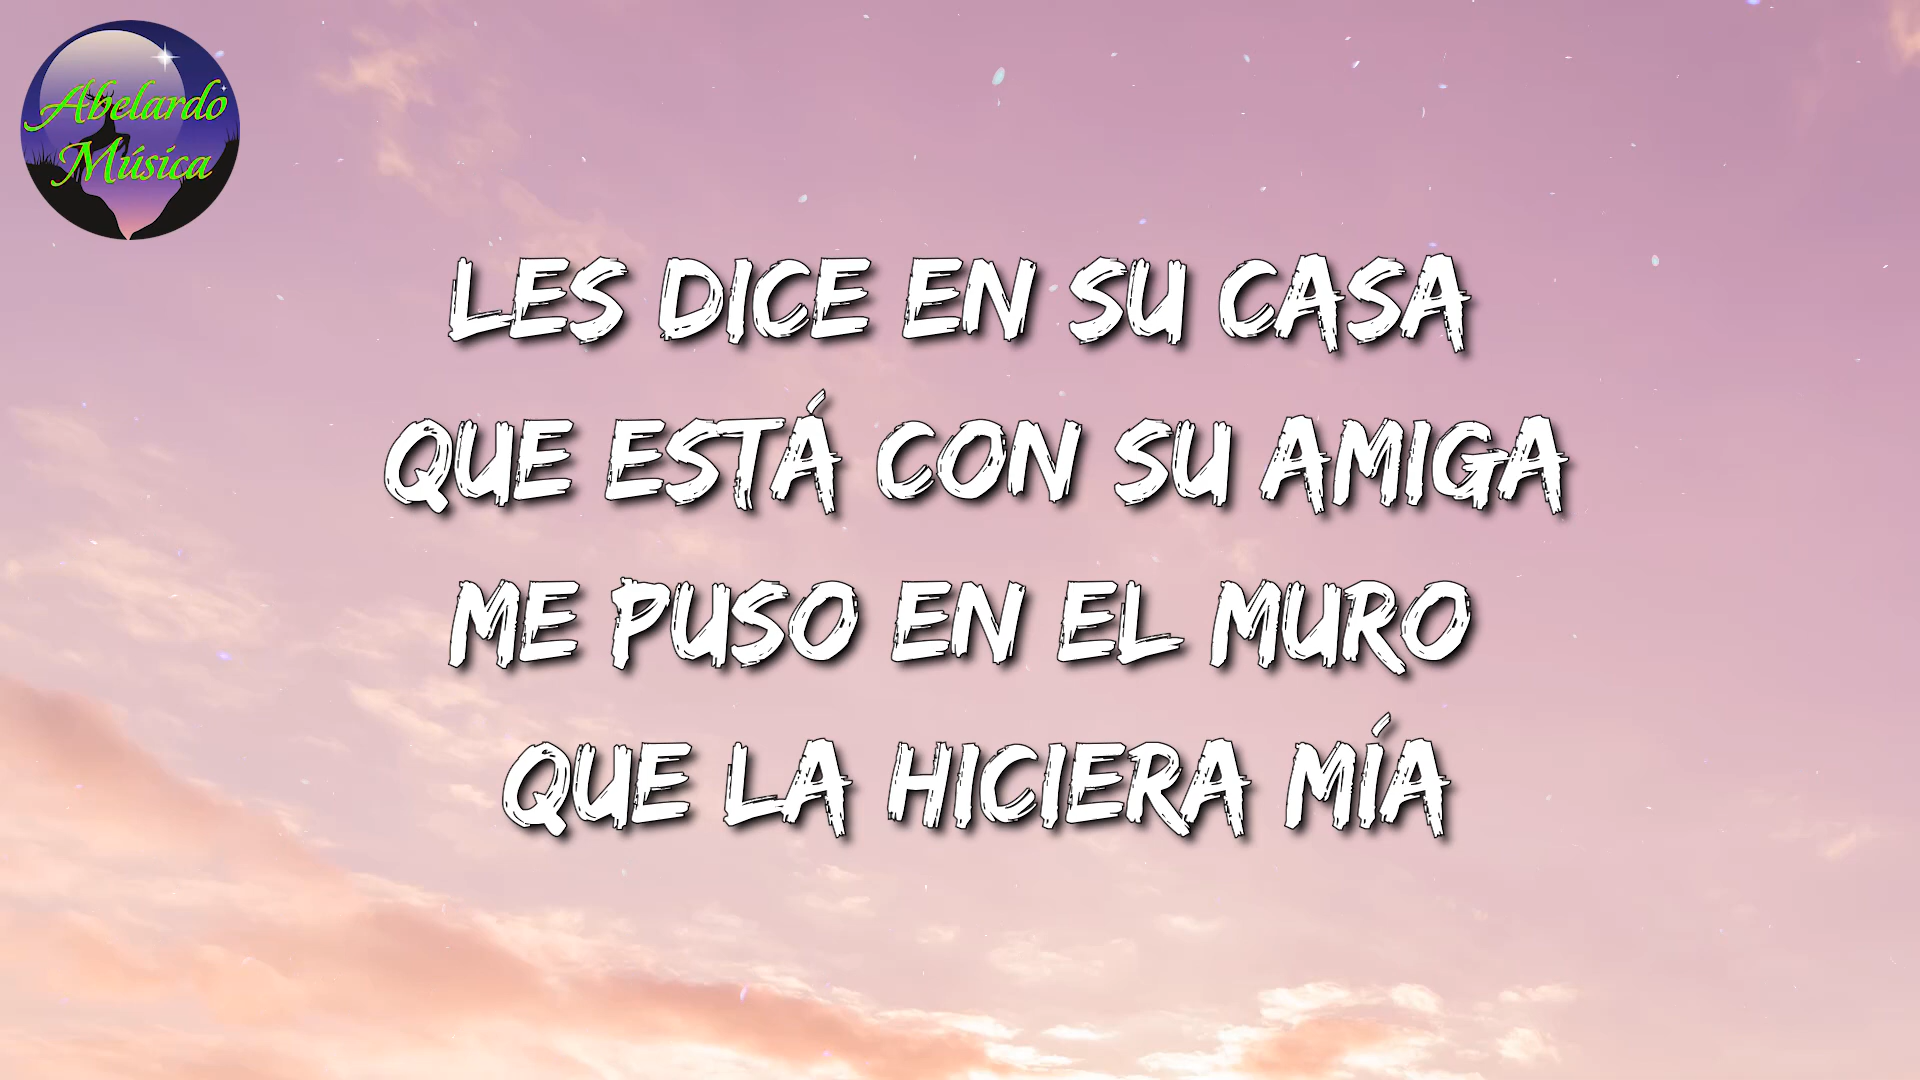 Abelardo
Música
LES DICE EN SU CASA
QUE ESTÁ CON SU AMIGA
ME PUSO EN EL MURO
QUE LA HICIERA MÍA